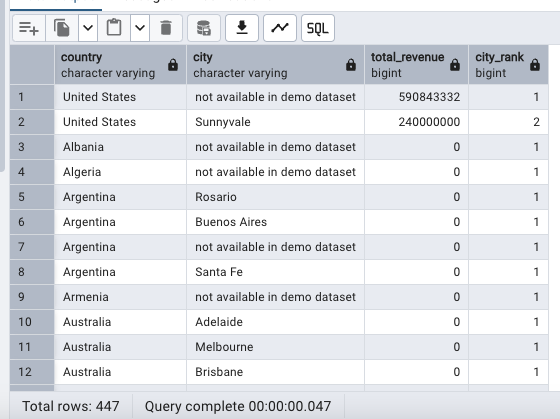 SQL
country city total_revenue city_rank
character varying character varying bigint bigint
1 United States not available in demo dataset 590843332 1
2 United States Sunnyvale 240000000 2
3 Albania not available in demo dataset 0 1
4 Algeria not available in demo dataset 0 1
5 Argentina Rosario 0 1
6 Argentina Buenos Aires 0 1
7 Argentina not available in demo dataset 0 1
8 Argentina Santa Fe 0 1
9 Armenia not available in demo dataset 0 1
10 Australia Adelaide 0 1
11 Australia Melbourne 0 1
12 Australia Brisbane 0 1
Total rows: 447 Query complete 00:00:00.047